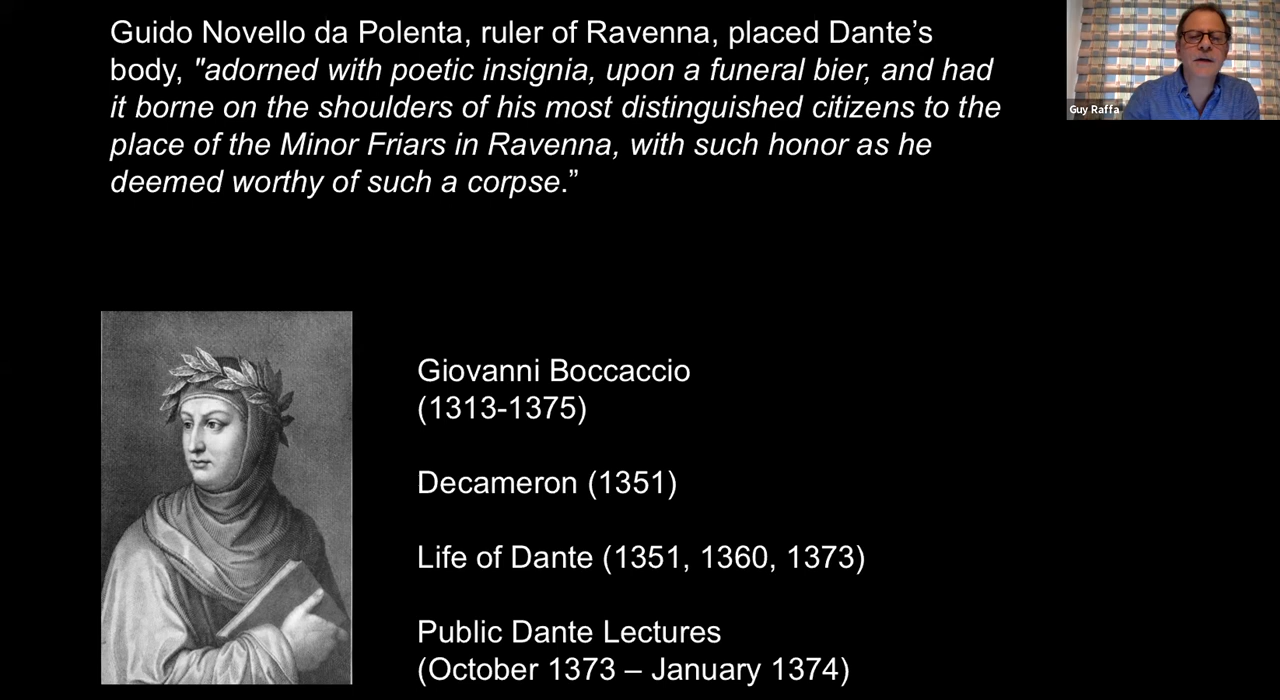 Guido Novello da Polenta, ruler of Ravenna, placed Dante’s
body, "adorned with poetic insignia, upon a funeral bier, and had
it borne on the shoulders of his most distinguished citizens to the
place of the Minor Friars in Ravenna, with such honor as he
deemed worthy of such a corpse.”
Guy Raffa
Giovanni Boccaccio
(1313-1375)
Decameron (1351)
Life of Dante (1351, 1360, 1373)
Public Dante Lectures
(October 1373 – January 1374)